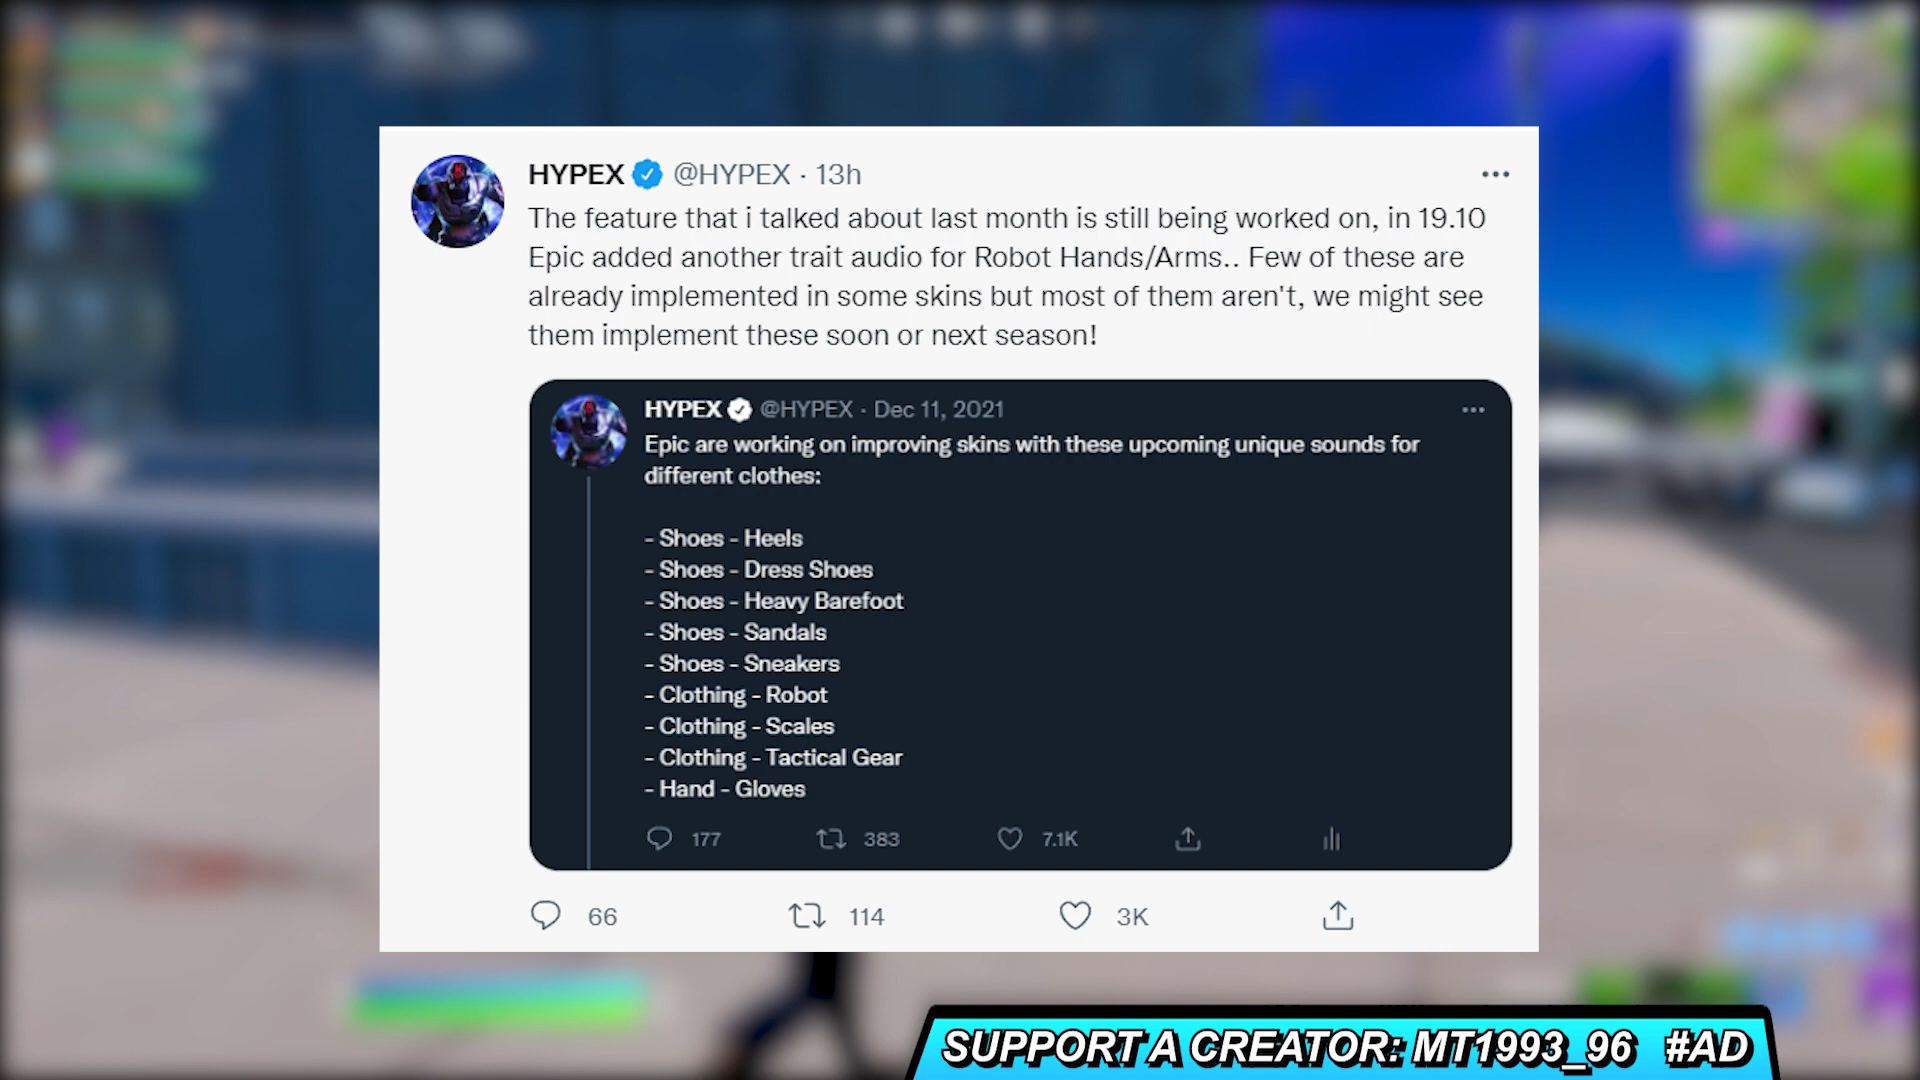 HYPEX @HYPEX · 13h
The feature that i talked about last month is still being worked on, in 19.10
Epic added another trait audio for Robot Hands/Arms.. Few of these are
already implemented in some skins but most of them aren't, we might see
them implement these soon or next season!
HYPEX @HYPEX · Dec 11, 2021
Epic are working on improving skins with these upcoming unique sounds for
different clothes:
- Shoes - Heels
- Shoes - Dress Shoes
- Shoes - Heavy Barefoot
- Shoes - Sandals
- Shoes - Sneakers
- Clothing - Robot
- Clothing - Scales
- Clothing - Tactical Gear
- Hand - Gloves
177 383 7.1K
66 114 3K
SUPPORT A CREATOR: MT1993_96 #AD